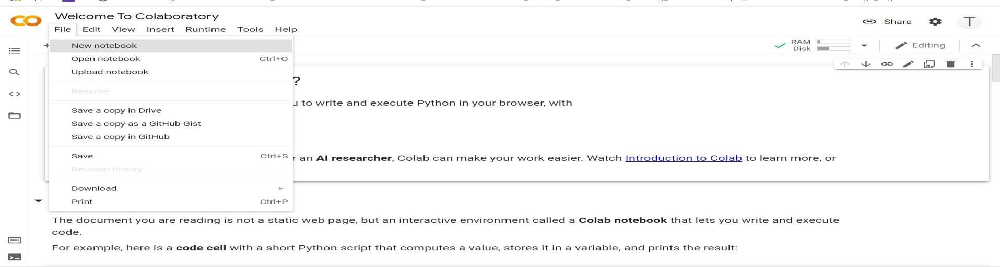 Welcome To Colaboratory
File Edit View Insert Runtime Tools Help
Share
T
New notebook
Open notebook Ctrl+O
Upload notebook
Rename
Save a copy in Drive
Save a copy as a GitHub Gist
Save a copy in GitHub
Save Ctrl+S
Revision history
Download
Print Ctrl+P
RAM
Disk
Editing
?
to write and execute Python in your browser, with
an AI researcher, Colab can make your work easier. Watch Introduction to Colab to learn more, or
The document you are reading is not a static web page, but an interactive environment called a Colab notebook that lets you write and execute
code.
For example, here is a code cell with a short Python script that computes a value, stores it in a variable, and prints the result: